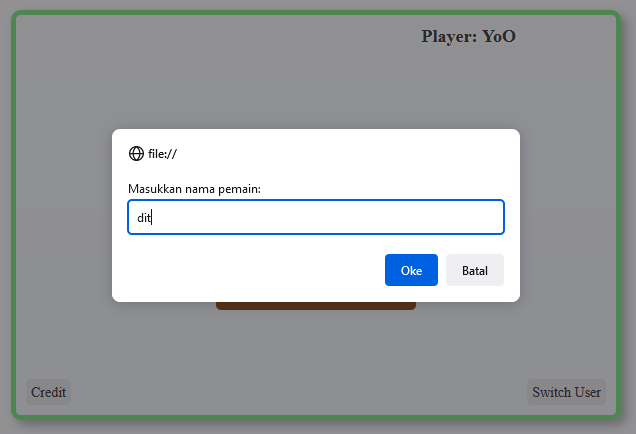 Player: YoO
file://
Masukkan nama pemain:
dit
Oke
Batal
Credit
Switch User